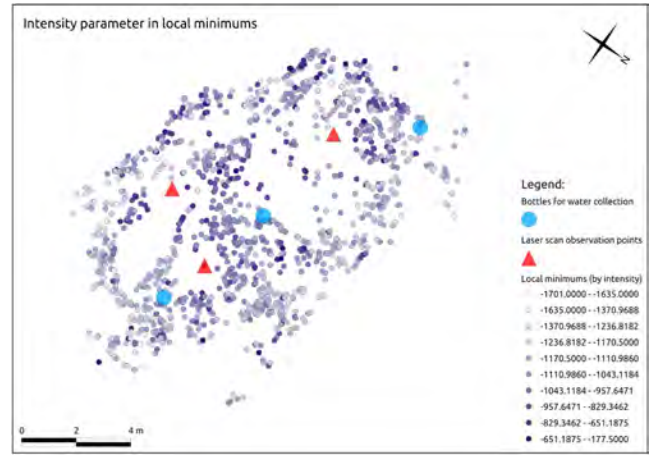 Intensity parameter in local minimums
N
Legend:
Bottles for water collection
Laser scan observation points
Local minimums (by intensity)
-1701.0000 - -1635.0000
-1635.0000 - -1370.9688
-1370.9688 - -1236.8182
-1236.8182 - -1170.5000
-1170.5000 - -1110.9860
-1110.9860 - -1043.1184
-1043.1184 - -957.6471
-957.6471 - -829.3462
-829.3462 - -651.1875
-651.1875 - -177.5000
0 2 4 m